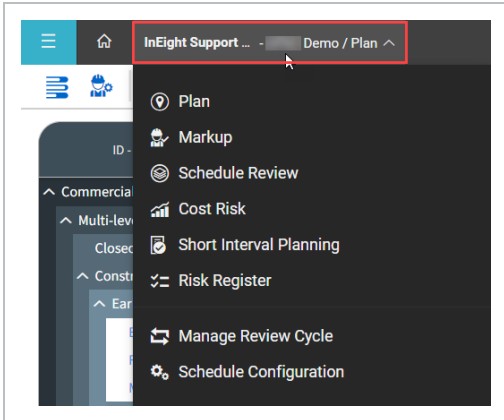 InEight Support ... - Demo / Plan
Plan
ID -
Markup
Schedule Review
Commercia
Cost Risk
Multi-lev
Closed
Short Interval Planning
Constr
Risk Register
Ear
Manage Review Cycle
Schedule Configuration